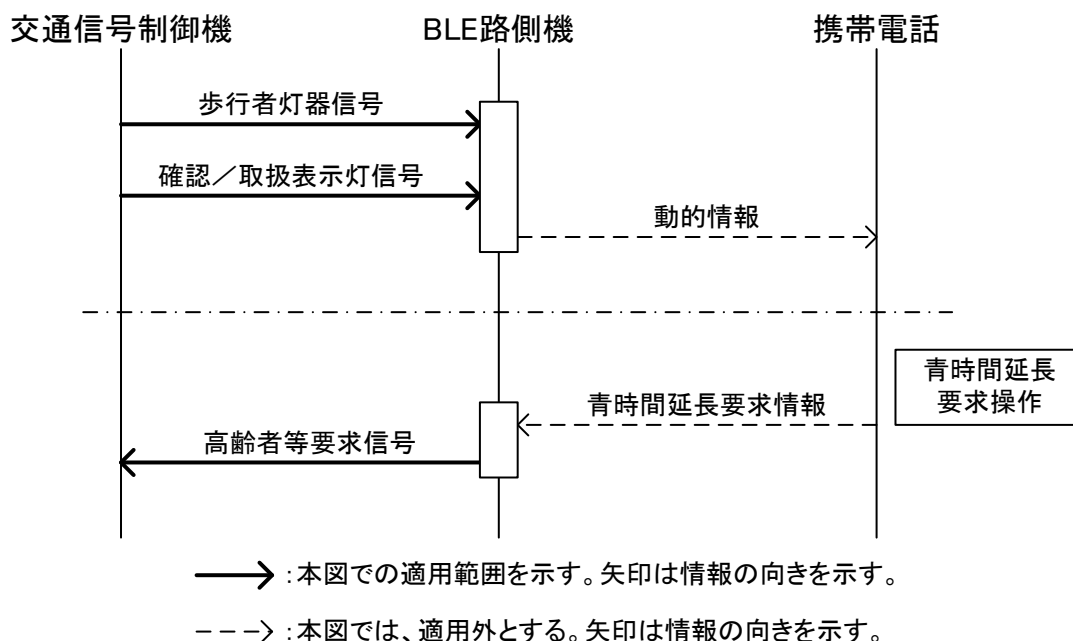 交通信号制御機
BLE路側機
携帯電話
歩行者灯器信号
確認／取扱表示灯信号
動的情報
青時間延長
要求操作
青時間延長要求情報
高齢者等要求信号
：本図での適用範囲を示す。矢印は情報の向きを示す。
：本図では、適用外とする。矢印は情報の向きを示す。